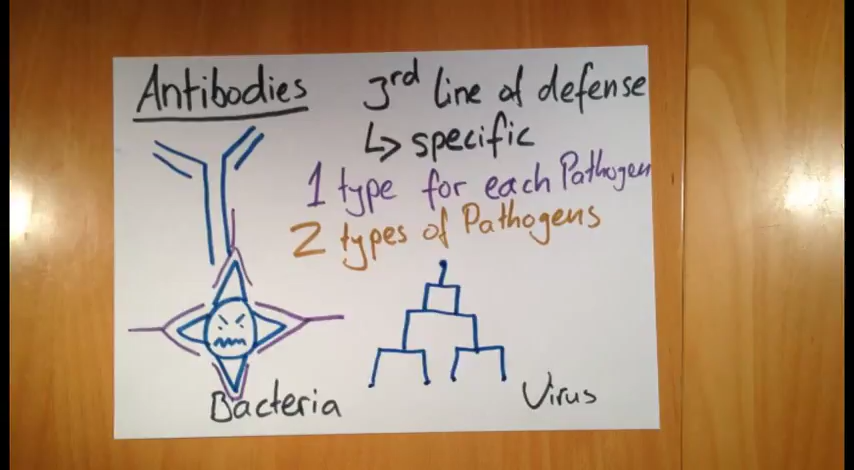 Antibodies
3rd line of defense
↳ specific
1 type for each Pathogen
2 types of Pathogens
Bacteria
Virus